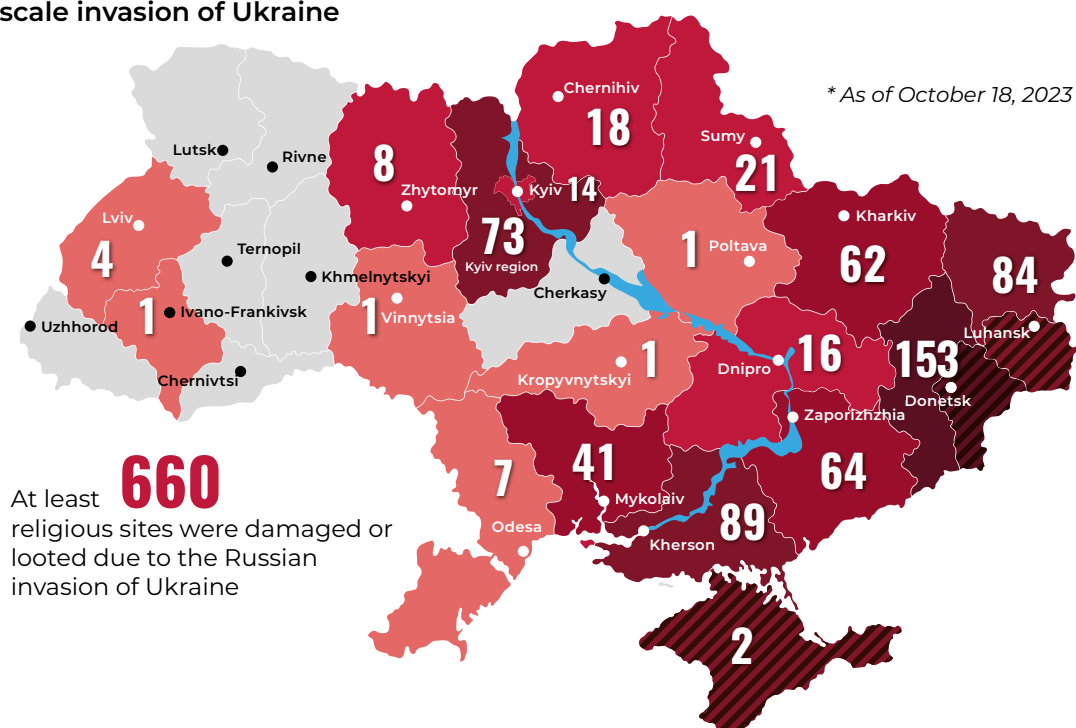 scale invasion of Ukraine
* As of October 18, 2023
Chernihiv
18
Sumy
21
Lutsk
Rivne
8
Zhytomyr
Kyiv 14
73
Kyiv region
Lviv
4
Ternopil
Khmelnytskyi
1 Poltava
Kharkiv
62
84
Cherkasy
Uzhhorod
1 Ivano-Frankivsk
1 Vinnytsia
Luhansk
Chernivtsi
Kropyvnytskyi 1
Dnipro 16
153
Donetsk
Zaporizhzhia
64
7
Odesa
41
Mykolaiv
Kherson 89
2
At least 660
religious sites were damaged or
looted due to the Russian
invasion of Ukraine